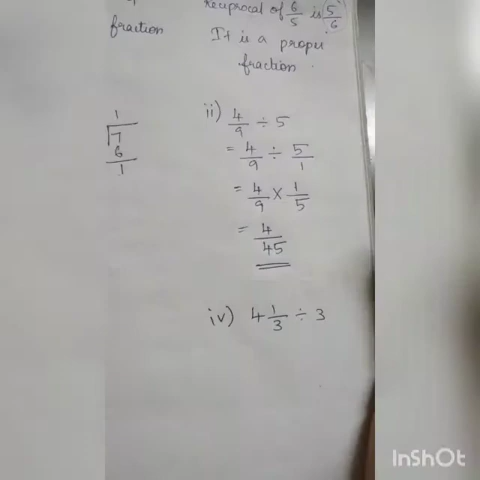 fraction
reciprocal of 6/5 is 5/6
It is a proper
fraction.
1
7
6
1
ii) 4/9 ÷ 5
= 4/9 ÷ 5/1
= 4/9 × 1/5
= 4/45
iv) 4 1/3 ÷ 3
InShOt